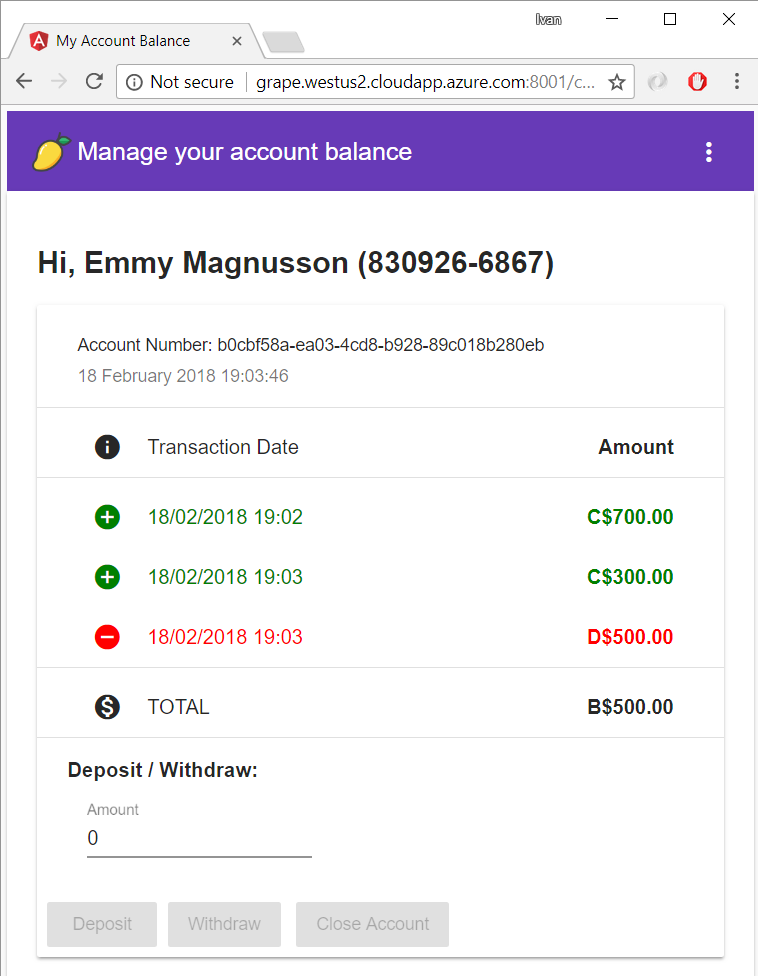 Ivan
My Account Balance
Not secure grape.westus2.cloudapp.azure.com:8001/c...
Manage your account balance
Hi, Emmy Magnusson (830926-6867)
Account Number: b0cbf58a-ea03-4cd8-b928-89c018b280eb
18 February 2018 19:03:46
Transaction Date Amount
18/02/2018 19:02 C$700.00
18/02/2018 19:03 C$300.00
18/02/2018 19:03 D$500.00
TOTAL B$500.00
Deposit / Withdraw:
Amount
0
Deposit Withdraw Close Account